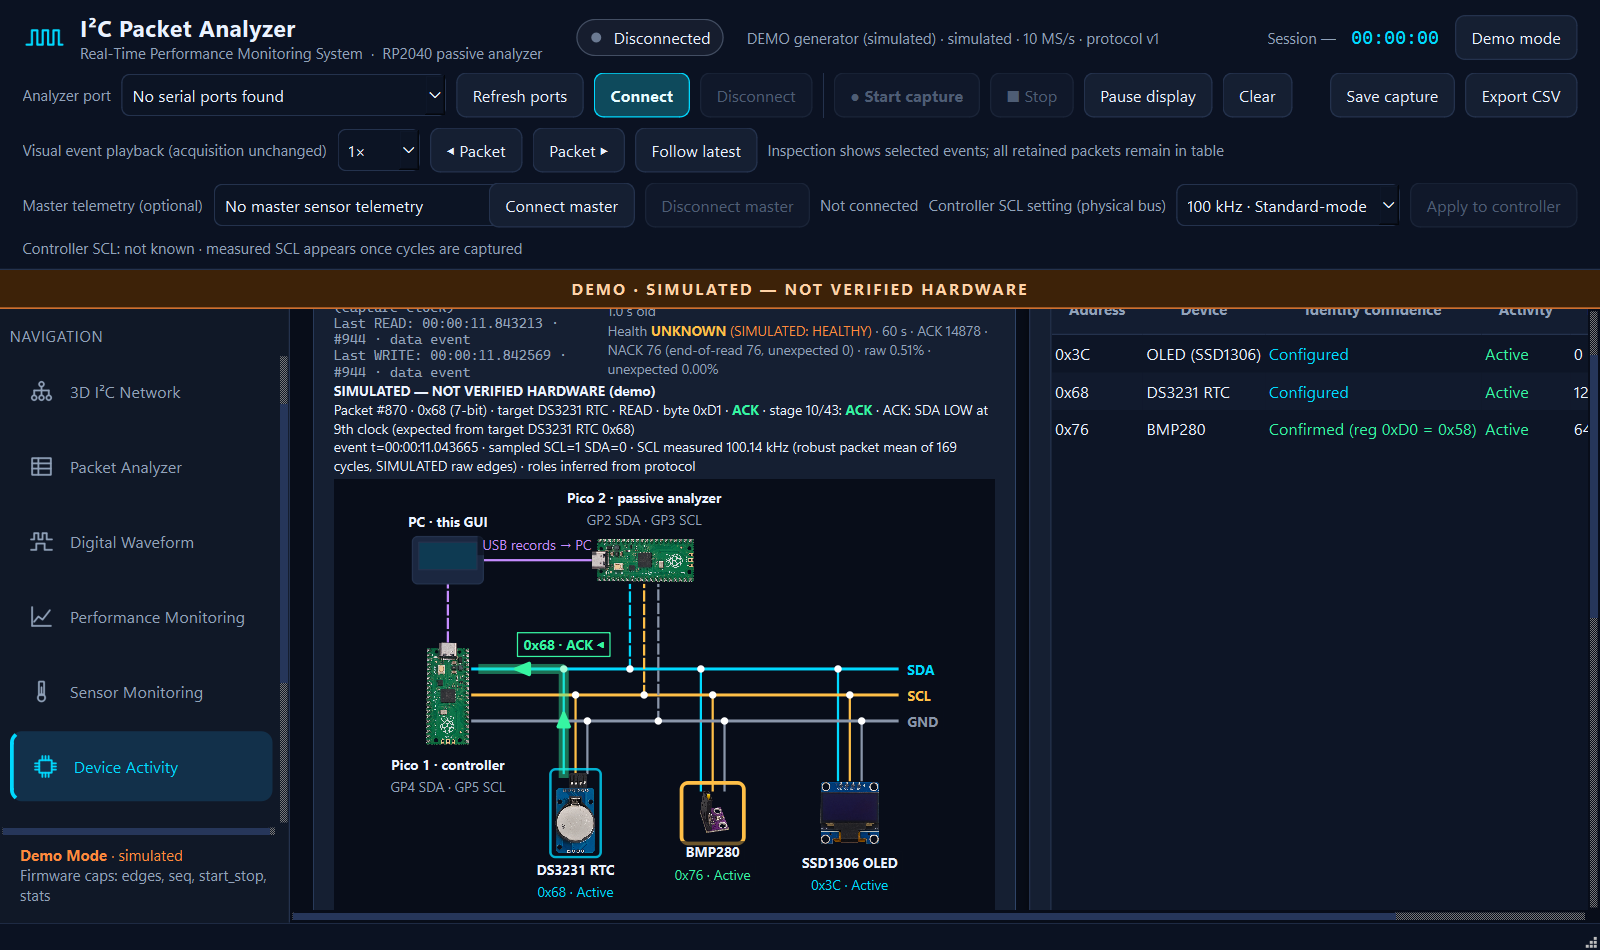 I²C Packet Analyzer
Real-Time Performance Monitoring System · RP2040 passive analyzer
Disconnected
DEMO generator (simulated) · simulated · 10 MS/s · protocol v1
Session — 00:00:00
Demo mode
Analyzer port
No serial ports found
Refresh ports
Connect
Disconnect
● Start capture
■ Stop
Pause display
Clear
Save capture
Export CSV
Visual event playback (acquisition unchanged)
1×
◂ Packet
Packet ▸
Follow latest
Inspection shows selected events; all retained packets remain in table
Master telemetry (optional)
No master sensor telemetry
Connect master
Disconnect master
Not connected
Controller SCL setting (physical bus)
100 kHz · Standard-mode
Apply to controller
Controller SCL: not known · measured SCL appears once cycles are captured
DEMO · SIMULATED — NOT VERIFIED HARDWARE
NAVIGATION
3D I²C Network
Packet Analyzer
Digital Waveform
Performance Monitoring
Sensor Monitoring
Device Activity
Demo Mode · simulated
Firmware caps: edges, seq, start_stop,
stats
(capture clock)
Last READ: 00:00:11.843213 ·
#944 · data event
Last WRITE: 00:00:11.842569 ·
#944 · data event
1.0 s old
Health UNKNOWN (SIMULATED: HEALTHY) · 60 s · ACK 14878 ·
NACK 76 (end-of-read 76, unexpected 0) · raw 0.51% ·
unexpected 0.00%
SIMULATED — NOT VERIFIED HARDWARE (demo)
Packet #870 · 0x68 (7-bit) · target DS3231 RTC · READ · byte 0xD1 · ACK · stage 10/43: ACK · ACK: SDA LOW at
9th clock (expected from target DS3231 RTC 0x68)
event t=00:00:11.043665 · sampled SCL=1 SDA=0 · SCL measured 100.14 kHz (robust packet mean of 169
cycles, SIMULATED raw edges) · roles inferred from protocol
Pico 2 · passive analyzer
GP2 SDA · GP3 SCL
PC · this GUI
USB records → PC
0x68 · ACK ◂
SDA
SCL
GND
Pico 1 · controller
GP4 SDA · GP5 SCL
DS3231 RTC
0x68 · Active
BMP280
0x76 · Active
SSD1306 OLED
0x3C · Active
Address Device Identity confidence Activity
0x3C OLED (SSD1306) Configured Active 0
0x68 DS3231 RTC Configured Active 12
0x76 BMP280 Confirmed (reg 0xD0 = 0x58) Active 64